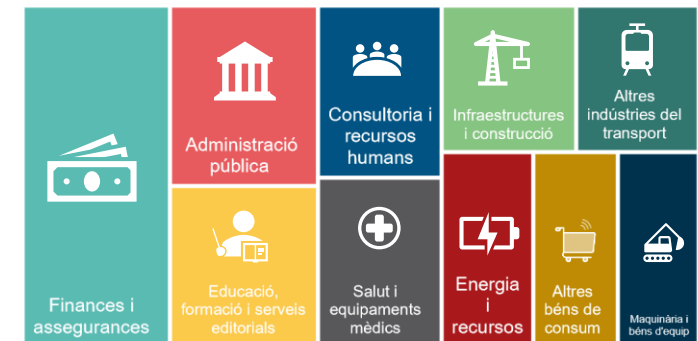 Finances i
assegurances
Administració
pública
Educació,
formació i serveis
editorials
Consultoria i
recursos
humans
Salut i
equipaments
mèdics
Infraestructures
i construcció
Altres
indústries del
transport
Energia
i
recursos
Altres
béns de
consum
Maquinària i
béns d'equip